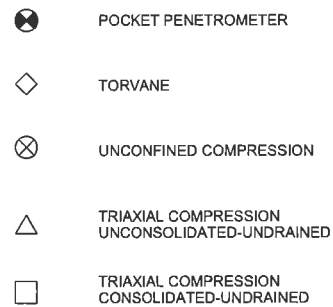 POCKET PENETROMETER
TORVANE
UNCONFINED COMPRESSION
TRIAXIAL COMPRESSION
UNCONSOLIDATED-UNDRAINED
TRIAXIAL COMPRESSION
CONSOLIDATED-UNDRAINED